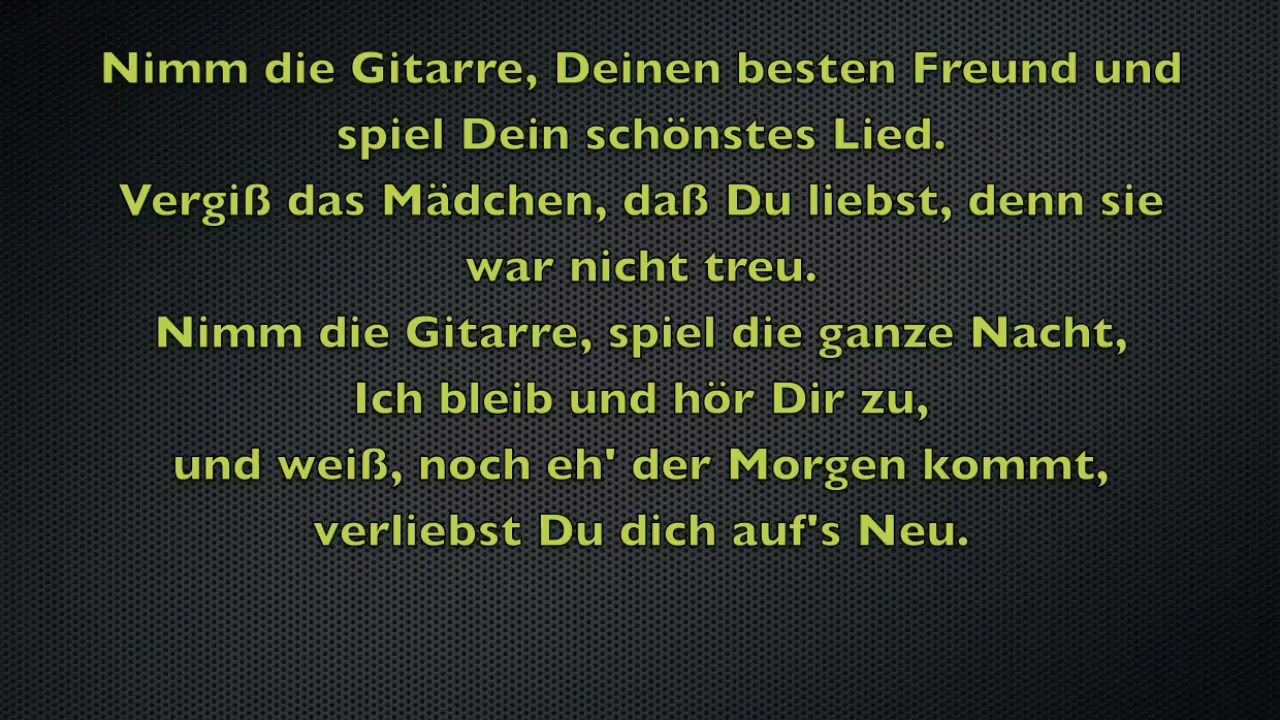 Nimm die Gitarre, Deinen besten Freund und
spiel Dein schönstes Lied.
Vergiß das Mädchen, daß Du liebst, denn sie
war nicht treu.
Nimm die Gitarre, spiel die ganze Nacht,
Ich bleib und hör Dir zu,
und weiß, noch eh' der Morgen kommt,
verliebst Du dich auf's Neu.